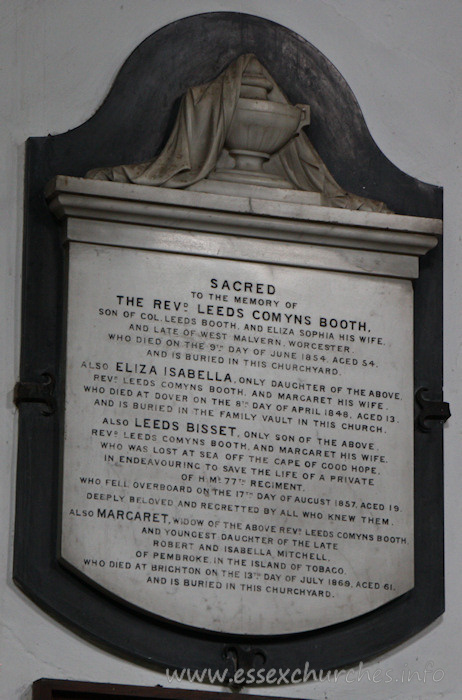 SACRED
TO THE MEMORY OF
THE REVD. LEEDS COMYNS BOOTH,
SON OF COL. LEEDS BOOTH, AND ELIZA SOPHIA HIS WIFE,
AND LATE OF WEST MALVERN, WORCESTER,
WHO DIED ON THE 9TH DAY OF JUNE 1854, AGED 54,
AND IS BURIED IN THIS CHURCHYARD.
ALSO ELIZA ISABELLA, ONLY DAUGHTER OF THE ABOVE
REVD. LEEDS COMYNS BOOTH, AND MARGARET HIS WIFE,
WHO DIED AT DOVER ON THE 8TH DAY OF APRIL 1848, AGED 13,
AND IS BURIED IN THE FAMILY VAULT IN THIS CHURCH.
ALSO LEEDS BISSET, ONLY SON OF THE ABOVE
REVD. LEEDS COMYNS BOOTH, AND MARGARET HIS WIFE,
WHO WAS LOST AT SEA OFF THE CAPE OF GOOD HOPE,
IN ENDEAVOURING TO SAVE THE LIFE OF A PRIVATE
OF H.MS. 77TH REGIMENT,
WHO FELL OVERBOARD ON THE 17TH DAY OF AUGUST 1857, AGED 19.
DEEPLY BELOVED AND REGRETTED BY ALL WHO KNEW THEM.
ALSO MARGARET, WIDOW OF THE ABOVE REVD. LEEDS COMYNS BOOTH
AND YOUNGEST DAUGHTER OF THE LATE
ROBERT AND ISABELLA MITCHELL,
OF PEMBROKE, IN THE ISLAND OF TOBACO,
WHO DIED AT BRIGHTON ON THE 13TH DAY OF JULY 1866, AGED 61,
AND IS BURIED IN THIS CHURCHYARD.
www.essexchurches.info